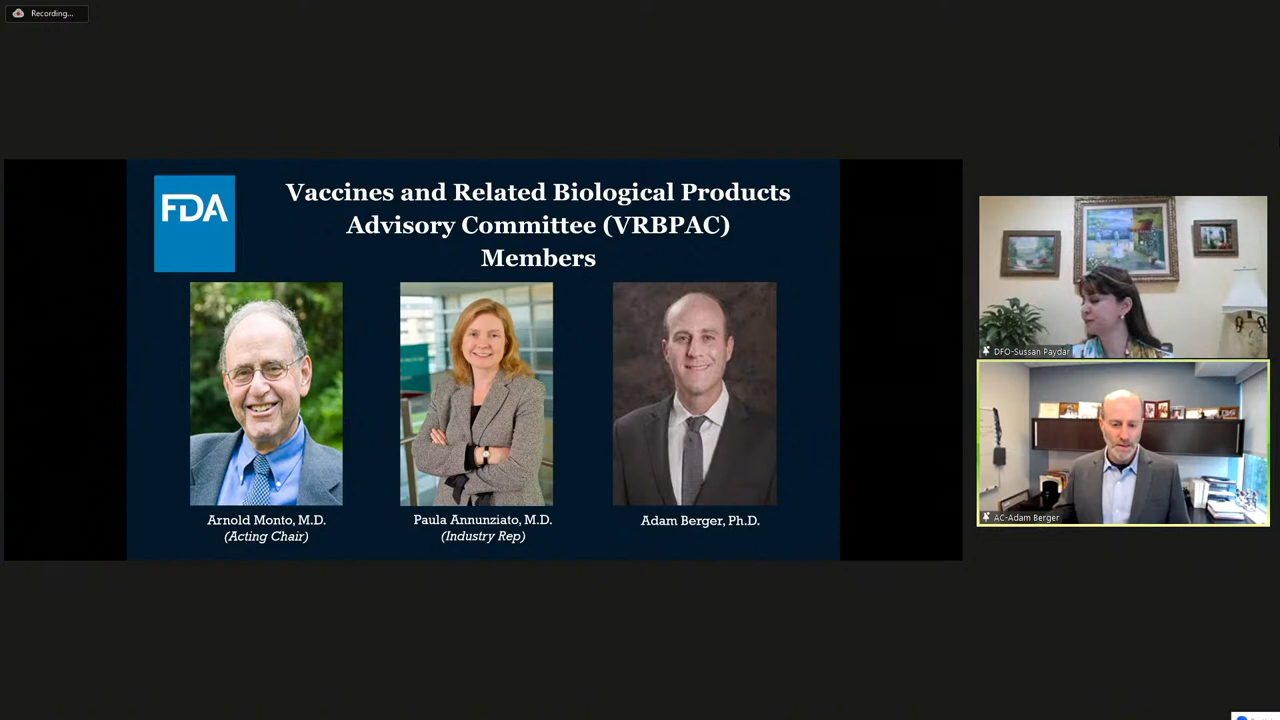 Recording...
FDA
Vaccines and Related Biological Products
Advisory Committee (VRBPAC)
Members
Arnold Monto, M.D.
(Acting Chair)
Paula Annunziato, M.D.
(Industry Rep)
Adam Berger, Ph.D.
DFO-Sussan Paydar
AC-Adam Berger